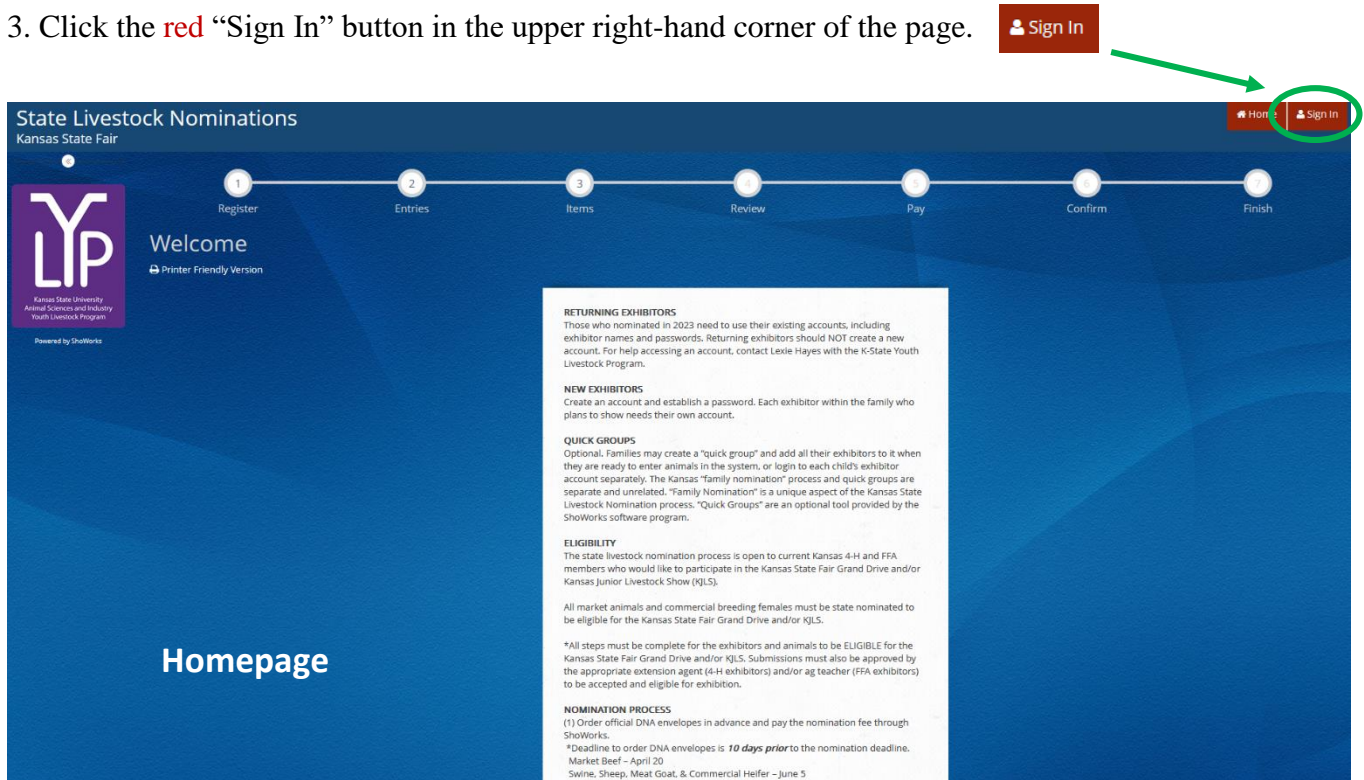 3. Click the red “Sign In” button in the upper right-hand corner of the page.
Sign In
State Livestock Nominations
Kansas State Fair
Home
Sign In
1
2
3
4
5
6
7
Register
Entries
Items
Review
Pay
Confirm
Finish
YLP
Kansas State University
Animal Sciences and Industry
Youth Livestock Program
Powered by ShoWorks
Welcome
Printer Friendly Version
RETURNING EXHIBITORS
Those who nominated in 2023 need to use their existing accounts, including
exhibitor names and passwords. Returning exhibitors should NOT create a new
account. For help accessing an account, contact Lexie Hayes with the K-State Youth
Livestock Program.
NEW EXHIBITORS
Create an account and establish a password. Each exhibitor within the family who
plans to show needs their own account.
QUICK GROUPS
Optional. Families may create a "quick group" and add all their exhibitors to it when
they are ready to enter animals in the system, or login to each child's exhibitor
account separately. The Kansas "family nomination" process and quick groups are
separate and unrelated. "Family Nomination" is a unique aspect of the Kansas State
Livestock Nomination process. "Quick Groups" are an optional tool provided by the
ShoWorks software program.
ELIGIBILITY
The state livestock nomination process is open to current Kansas 4-H and FFA
members who would like to participate in the Kansas State Fair Grand Drive and/or
Kansas Junior Livestock Show (KJLS).
All market animals and commercial breeding females must be state nominated to
be eligible for the Kansas State Fair Grand Drive and/or KJLS.
*All steps must be complete for the exhibitors and animals to be ELIGIBLE for the
Kansas State Fair Grand Drive and/or KJLS. Submissions must also be approved by
the appropriate extension agent (4-H exhibitors) and/or ag teacher (FFA exhibitors)
to be accepted and eligible for exhibition.
NOMINATION PROCESS
(1) Order official DNA envelopes in advance and pay the nomination fee through
ShoWorks.
*Deadline to order DNA envelopes is 10 days prior to the nomination deadline.
Market Beef – April 20
Swine, Sheep, Meat Goat, & Commercial Heifer – June 5
Homepage